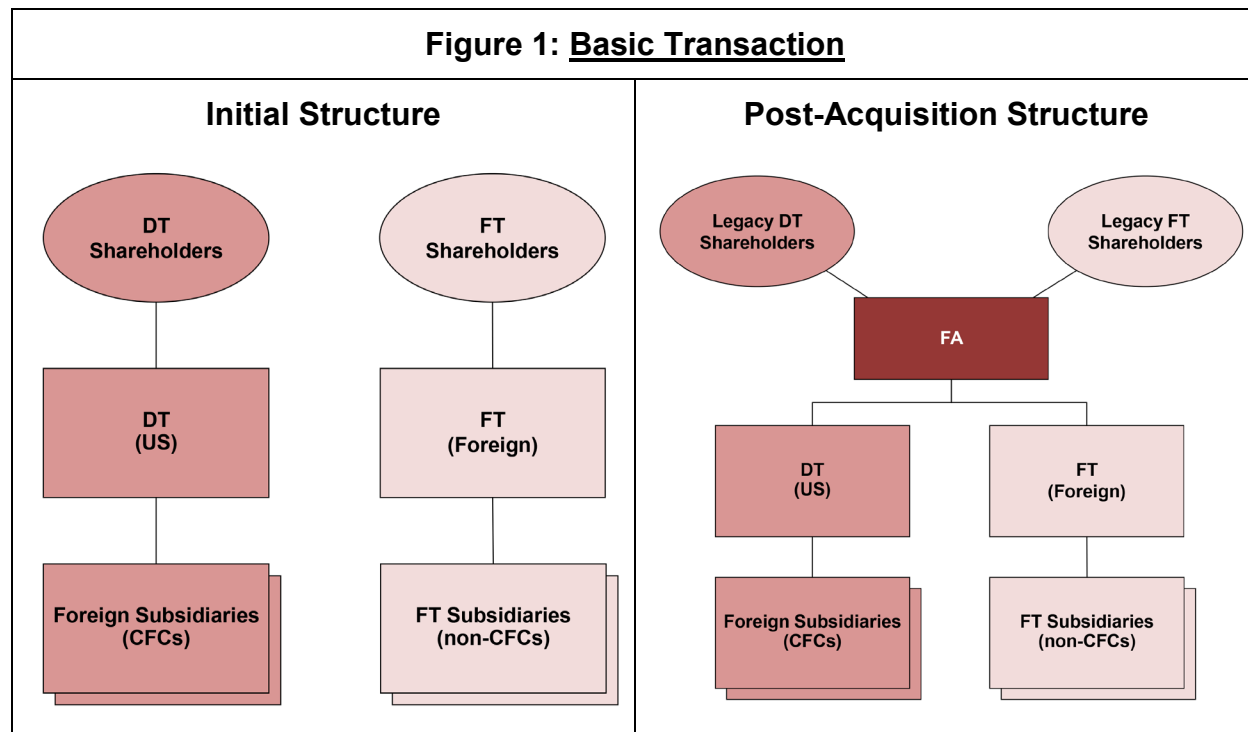 Figure 1: Basic Transaction
Initial Structure
DT
Shareholders
FT
Shareholders
DT
(US)
FT
(Foreign)
Foreign Subsidiaries
(CFCs)
FT Subsidiaries
(non-CFCs)
Post-Acquisition Structure
Legacy DT
Shareholders
Legacy FT
Shareholders
FA
DT
(US)
FT
(Foreign)
Foreign Subsidiaries
(CFCs)
FT Subsidiaries
(non-CFCs)